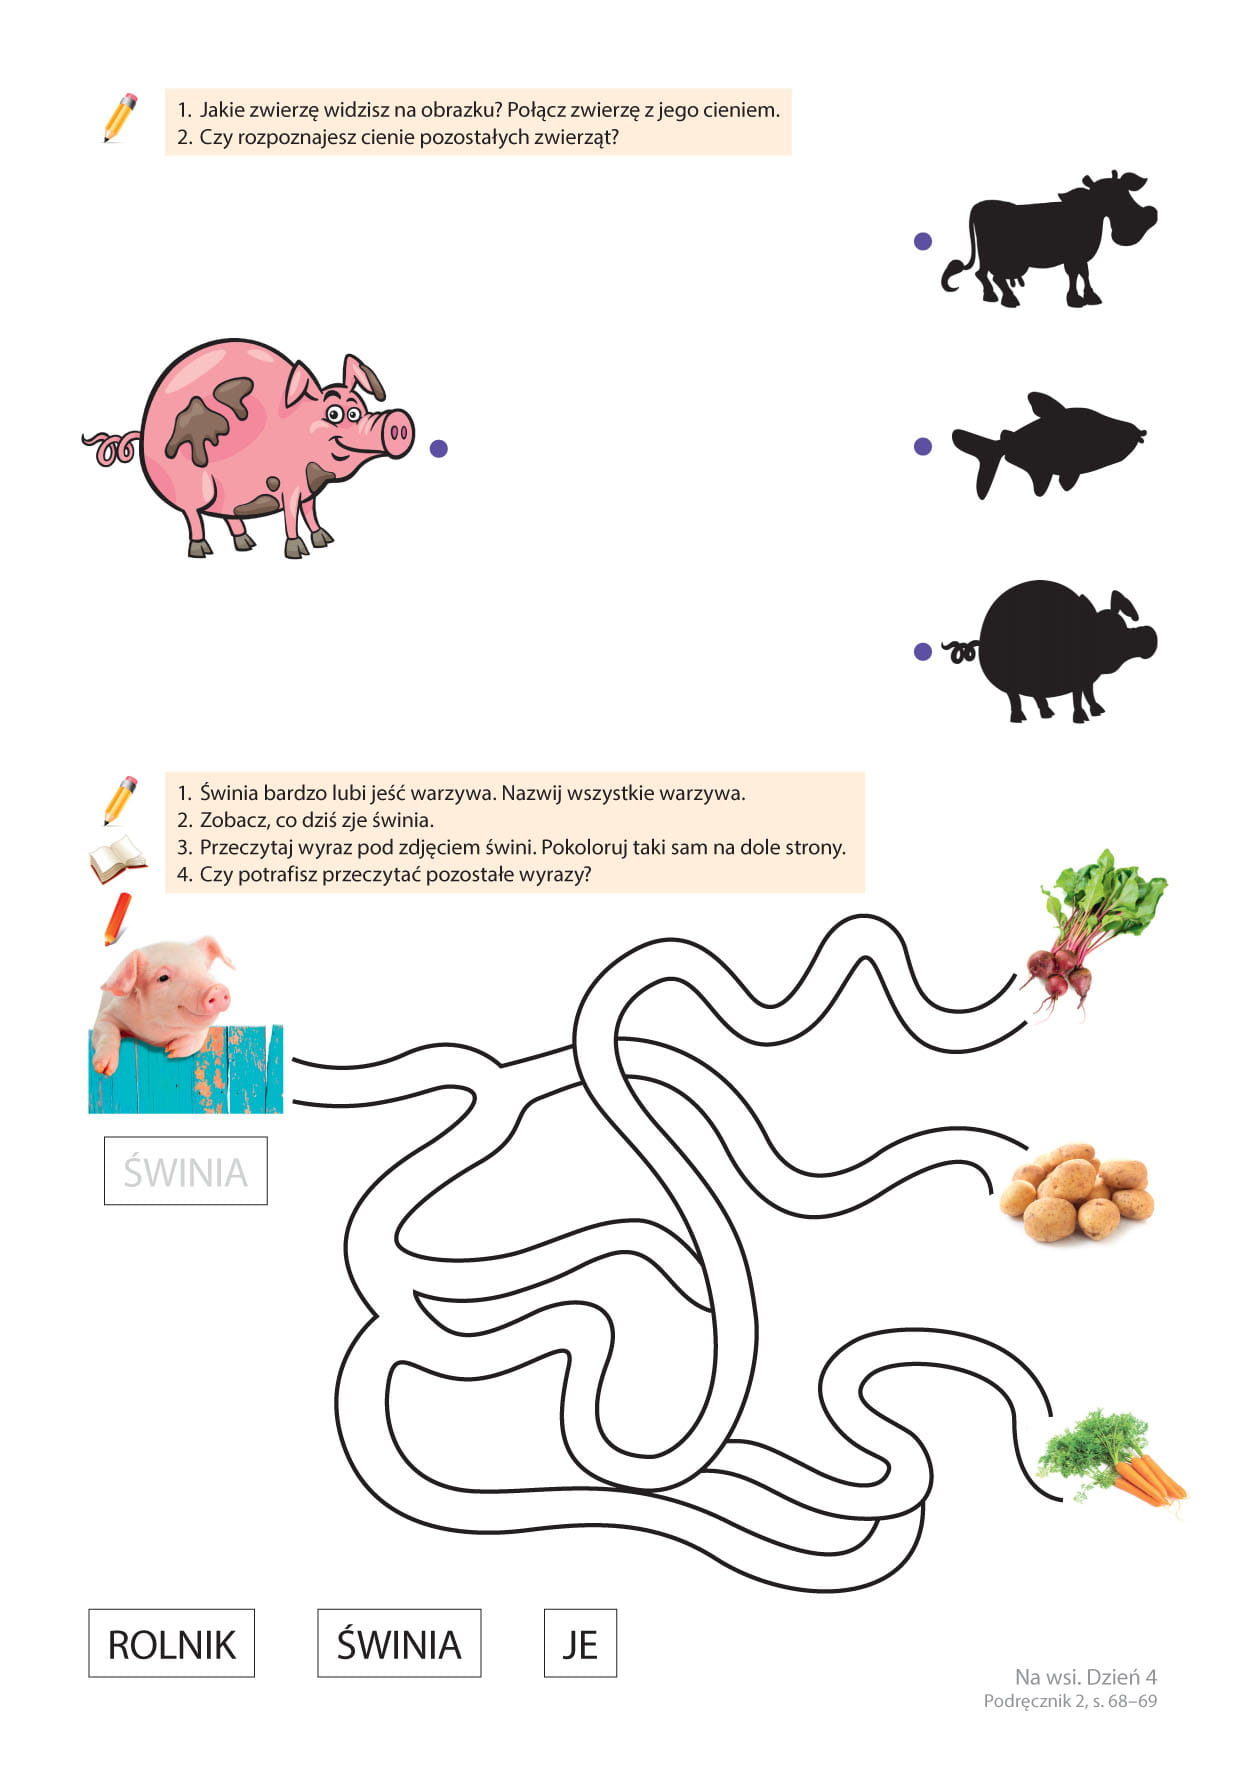 1. Jakie zwierzę widzisz na obrazku? Połącz zwierzę z jego cieniem.
2. Czy rozpoznajesz cienie pozostałych zwierząt?
1. Świnia bardzo lubi jeść warzywa. Nazwij wszystkie warzywa.
2. Zobacz, co dziś zje świnia.
3. Przeczytaj wyraz pod zdjęciem świni. Pokoloruj taki sam na dole strony.
4. Czy potrafisz przeczytać pozostałe wyrazy?
ŚWINIA
ROLNIK ŚWINIA JE
Na wsi. Dzień 4
Podręcznik 2, s. 68–69